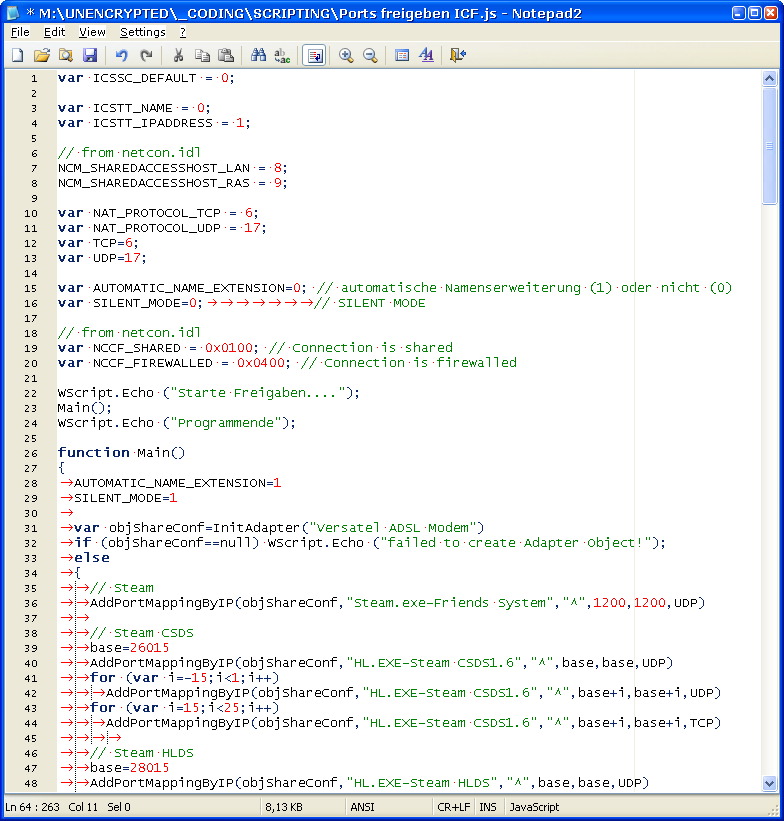 * M:\UNENCRYPTED\_CODING\SCRIPTING\Ports freigeben ICF.js - Notepad2
File Edit View Settings ?
1 var ICSSC_DEFAULT = 0;
2
3 var ICSTT_NAME = 0;
4 var ICSTT_IPADDRESS = 1;
5
6 // from netcon.idl
7 NCM_SHAREDACCESSHOST_LAN = 8;
8 NCM_SHAREDACCESSHOST_RAS = 9;
9
10 var NAT_PROTOCOL_TCP = 6;
11 var NAT_PROTOCOL_UDP = 17;
12 var TCP=6;
13 var UDP=17;
14
15 var AUTOMATIC_NAME_EXTENSION=0; // automatische Namenserweiterung (1) oder nicht (0)
16 var SILENT_MODE=0; // SILENT MODE
17
18 // from netcon.idl
19 var NCCF_SHARED = 0x0100; // Connection is shared
20 var NCCF_FIREWALLED = 0x0400; // Connection is firewalled
21
22 WScript.Echo ("Starte Freigaben....");
23 Main();
24 WScript.Echo ("Programmende");
25
26 function Main()
27 {
28 AUTOMATIC_NAME_EXTENSION=1
29 SILENT_MODE=1
30
31 var objShareConf=InitAdapter("Versatel ADSL Modem")
32 if (objShareConf==null) WScript.Echo ("failed to create Adapter Object!");
33 else
34 {
35 // Steam
36 AddPortMappingByIP(objShareConf,"Steam.exe-Friends System","^",1200,1200,UDP)
37
38 // Steam CSDS
39 base=26015
40 AddPortMappingByIP(objShareConf,"HL.EXE-Steam CSDS1.6","^",base,base,UDP)
41 for (var i=-15;i<1;i++)
42 AddPortMappingByIP(objShareConf,"HL.EXE-Steam CSDS1.6","^",base+i,base+i,UDP)
43 for (var i=15;i<25;i++)
44 AddPortMappingByIP(objShareConf,"HL.EXE-Steam CSDS1.6","^",base+i,base+i,TCP)
45
46 // Steam HLDS
47 base=28015
48 AddPortMappingByIP(objShareConf,"HL.EXE-Steam HLDS","^",base,base,UDP)
Ln 64 : 263 Col 11 Sel 0 8,13 KB ANSI CR+LF INS JavaScript